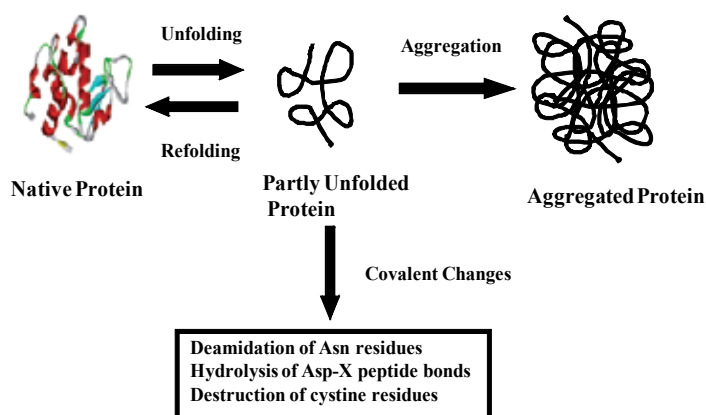 Unfolding
Aggregation
Refolding
Native Protein
Partly Unfolded
Protein
Aggregated Protein
Covalent Changes
Deamidation of Asn residues
Hydrolysis of Asp-X peptide bonds
Destruction of cystine residues